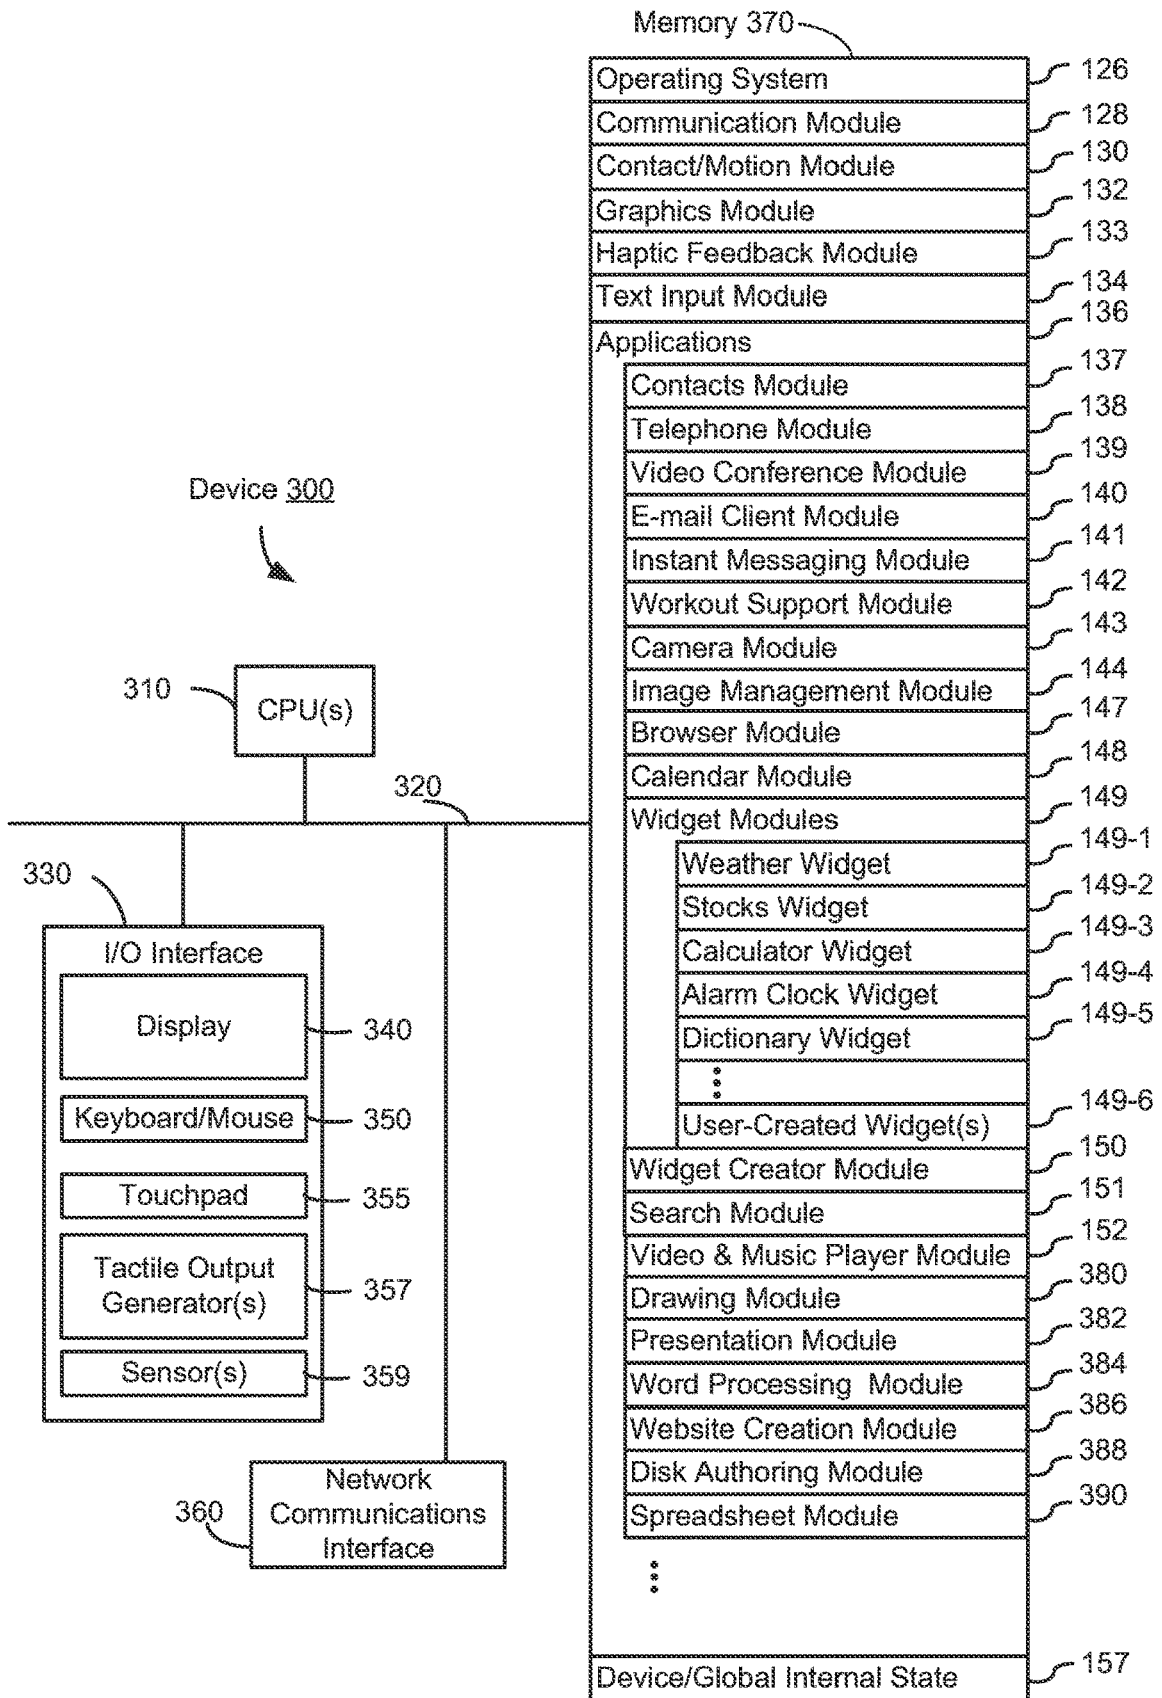 Memory 370
Operating System 126
Communication Module 128
Contact/Motion Module 130
Graphics Module 132
Haptic Feedback Module 133
Text Input Module 134
Applications 136
Contacts Module 137
Telephone Module 138
Video Conference Module 139
E-mail Client Module 140
Instant Messaging Module 141
Workout Support Module 142
Camera Module 143
Image Management Module 144
Browser Module 147
Calendar Module 148
Widget Modules 149
Weather Widget 149-1
Stocks Widget 149-2
Calculator Widget 149-3
Alarm Clock Widget 149-4
Dictionary Widget 149-5
User-Created Widget(s) 149-6
Widget Creator Module 150
Search Module 151
Video & Music Player Module 152
Drawing Module 380
Presentation Module 382
Word Processing Module 384
Website Creation Module 386
Disk Authoring Module 388
Spreadsheet Module 390
Device/Global Internal State 157
Device 300
310
CPU(s)
320
330
I/O Interface
Display 340
Keyboard/Mouse 350
Touchpad 355
Tactile Output
Generator(s) 357
Sensor(s) 359
360
Network
Communications
Interface